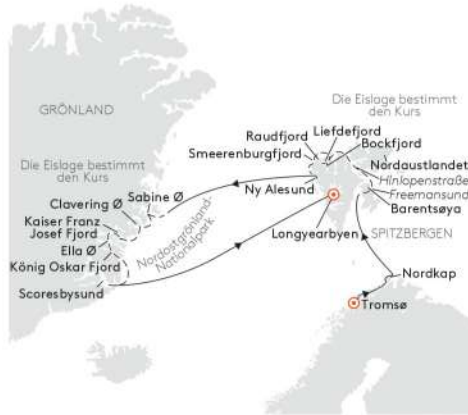 Die Eislage bestimmt
den Kurs
GRÖNLAND
Raudfjord
Liefdefjord
Bockfjord
Smeerenburgfjord
Nordaustlandet
Hinlopenstraße
Freemansund
Barentsøya
Ny Alesund
Longyearbyen
SPITZBERGEN
Die Eislage bestimmt
den Kurs
Sabine Ø
Clavering Ø
Kaiser Franz
Josef Fjord
Ella Ø
König Oskar Fjord
Scoresbysund
Nordostgrönland-
Nationalpark
Nordkap
Tromsø